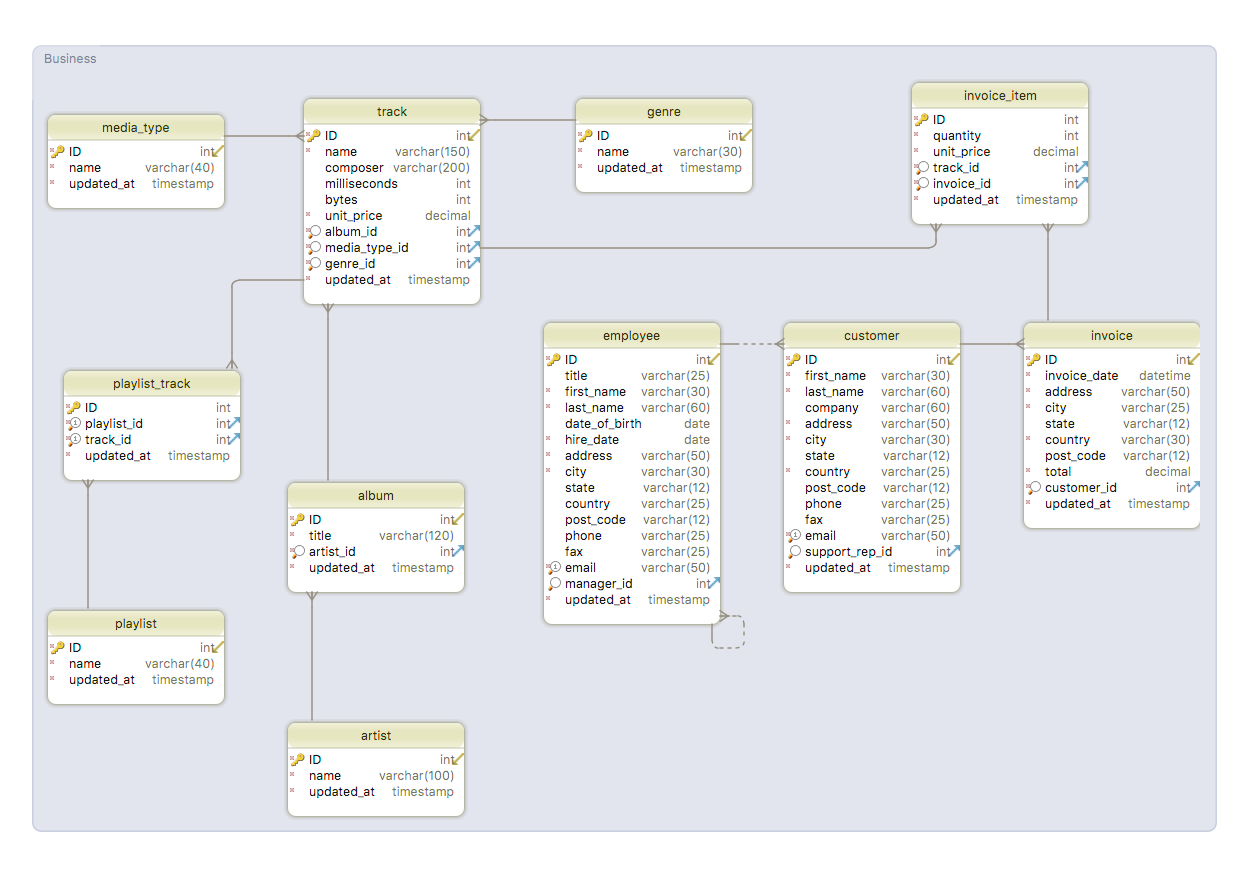 Business
media_type
ID int
name varchar(40)
updated_at timestamp
track
ID int
name varchar(150)
composer varchar(200)
milliseconds int
bytes int
unit_price decimal
album_id int
media_type_id int
genre_id int
updated_at timestamp
genre
ID int
name varchar(30)
updated_at timestamp
invoice_item
ID int
quantity int
unit_price decimal
track_id int
invoice_id int
updated_at timestamp
playlist_track
ID int
playlist_id int
track_id int
updated_at timestamp
employee
ID int
title varchar(25)
first_name varchar(30)
last_name varchar(60)
date_of_birth date
hire_date date
address varchar(50)
city varchar(30)
state varchar(12)
country varchar(25)
post_code varchar(12)
phone varchar(25)
fax varchar(25)
email varchar(50)
manager_id int
updated_at timestamp
customer
ID int
first_name varchar(30)
last_name varchar(60)
company varchar(60)
address varchar(50)
city varchar(30)
state varchar(12)
country varchar(25)
post_code varchar(12)
phone varchar(25)
fax varchar(25)
email varchar(50)
support_rep_id int
updated_at timestamp
invoice
ID int
invoice_date datetime
address varchar(50)
city varchar(25)
state varchar(12)
country varchar(30)
post_code varchar(12)
total decimal
customer_id int
updated_at timestamp
album
ID int
title varchar(120)
artist_id int
updated_at timestamp
playlist
ID int
name varchar(40)
updated_at timestamp
artist
ID int
name varchar(100)
updated_at timestamp